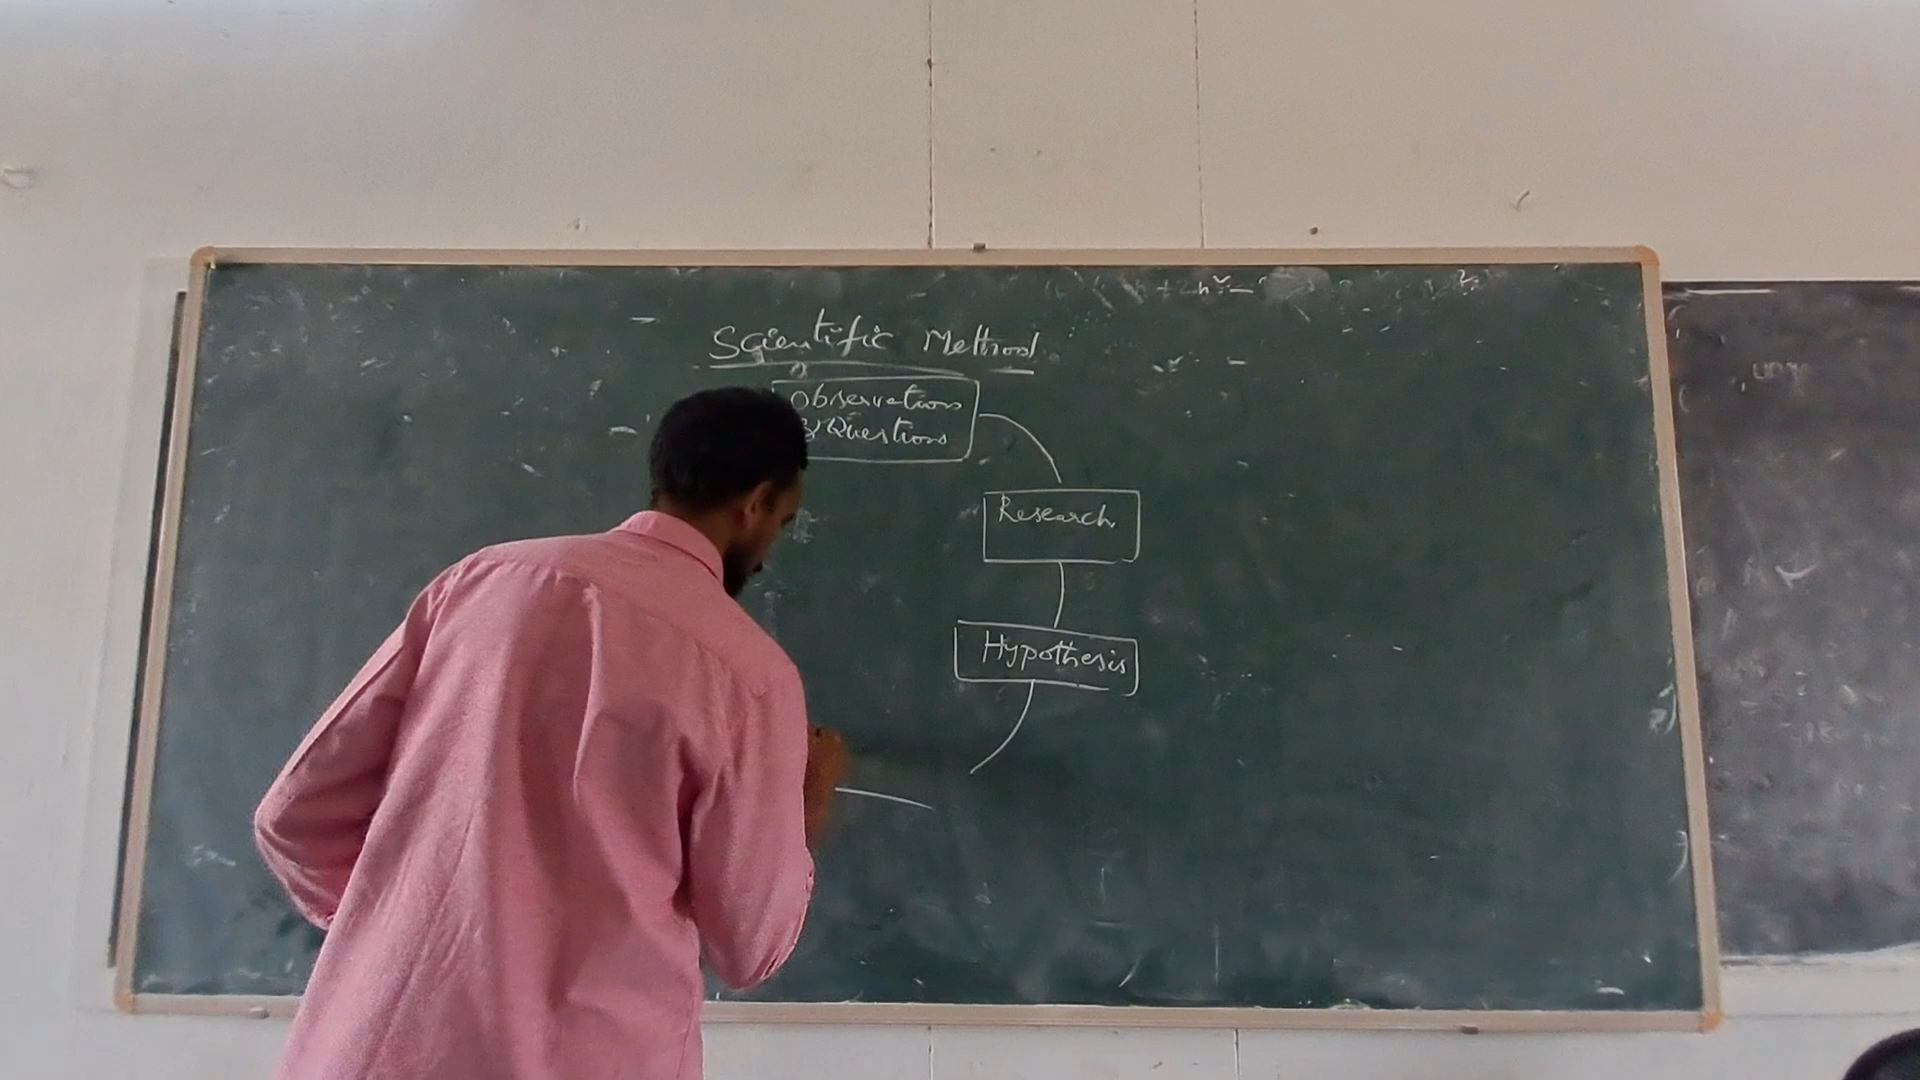 Scientific Method
Observations
& Questions
Research
Hypothesis